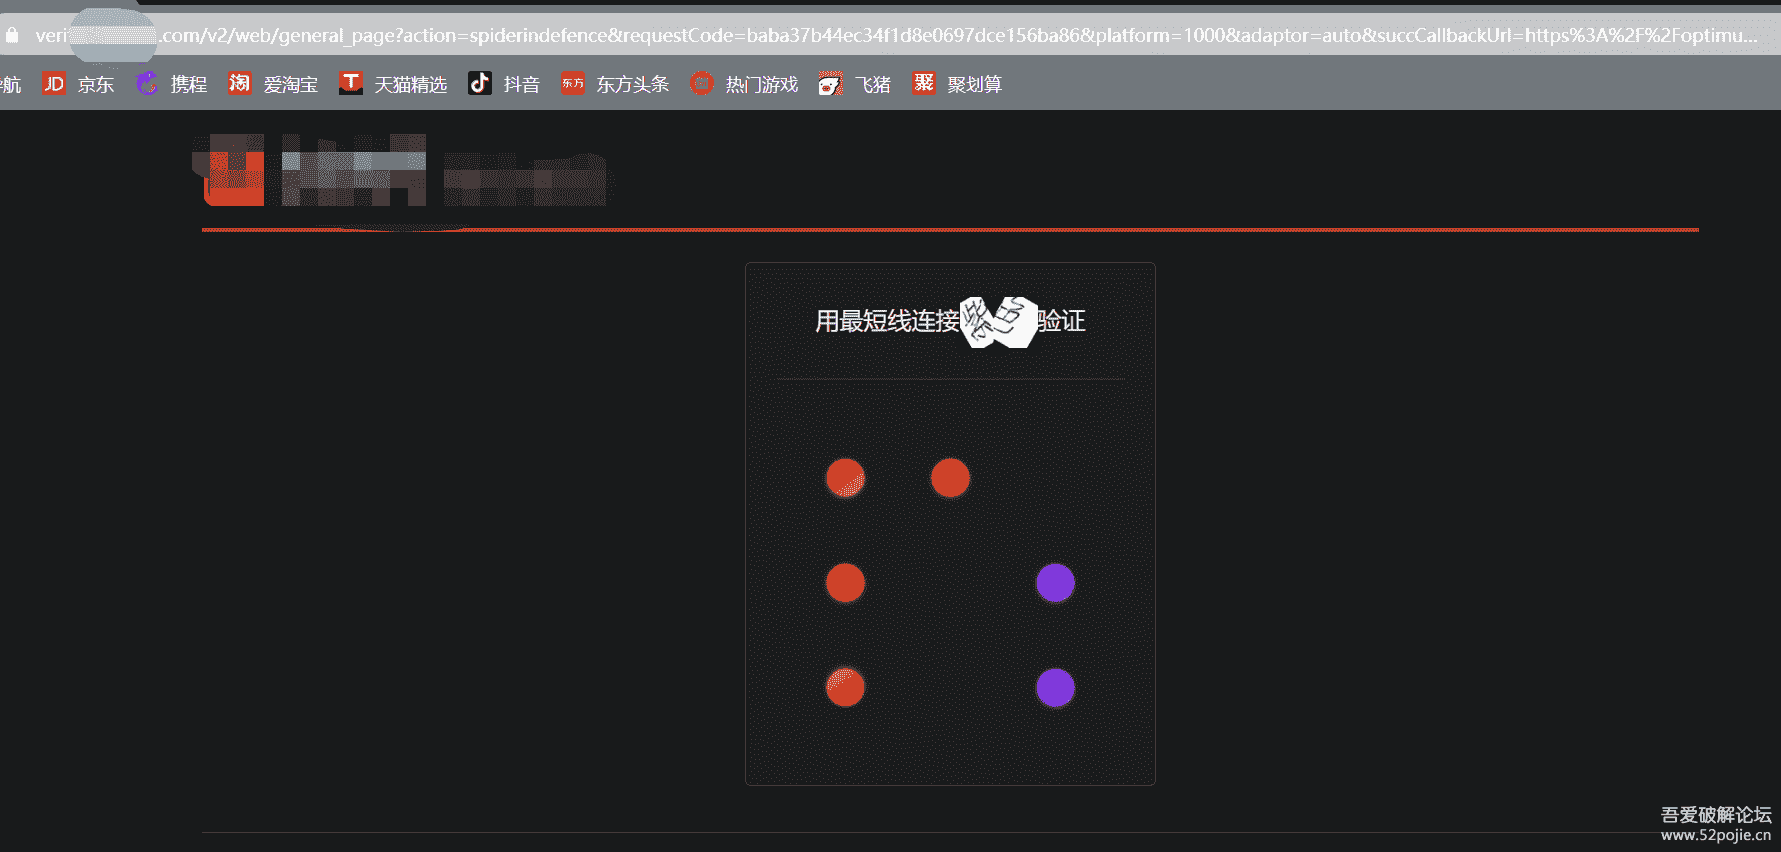 veri .com/v2/web/general_page?action=spiderindefence&requestCode=baba37b44ec34f1d8e0697dce156ba86&platform=1000&adaptor=auto&succCallbackUrl=https%3A%2F%2Foptimu...
航 JD 京东 携程 淘 爱淘宝 T 天猫精选 抖音 东方 东方头条 热门游戏 飞猪 聚 聚划算
用最短线连接紫色验证
吾爱破解论坛
www.52pojie.cn